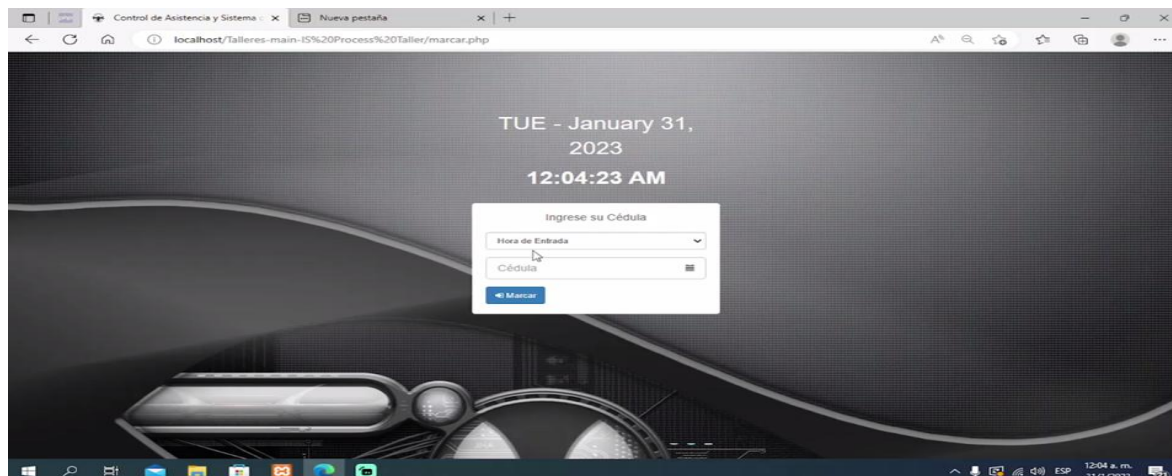 Control de Asistencia y Sistema
Nueva pestaña
localhost/Talleres-main-IS%20Process%20Taller/marcar.php
TUE - January 31,
2023
12:04:23 AM
Ingrese su Cédula
Hora de Entrada
Cédula
Marcar
ESP
12:04 a. m.